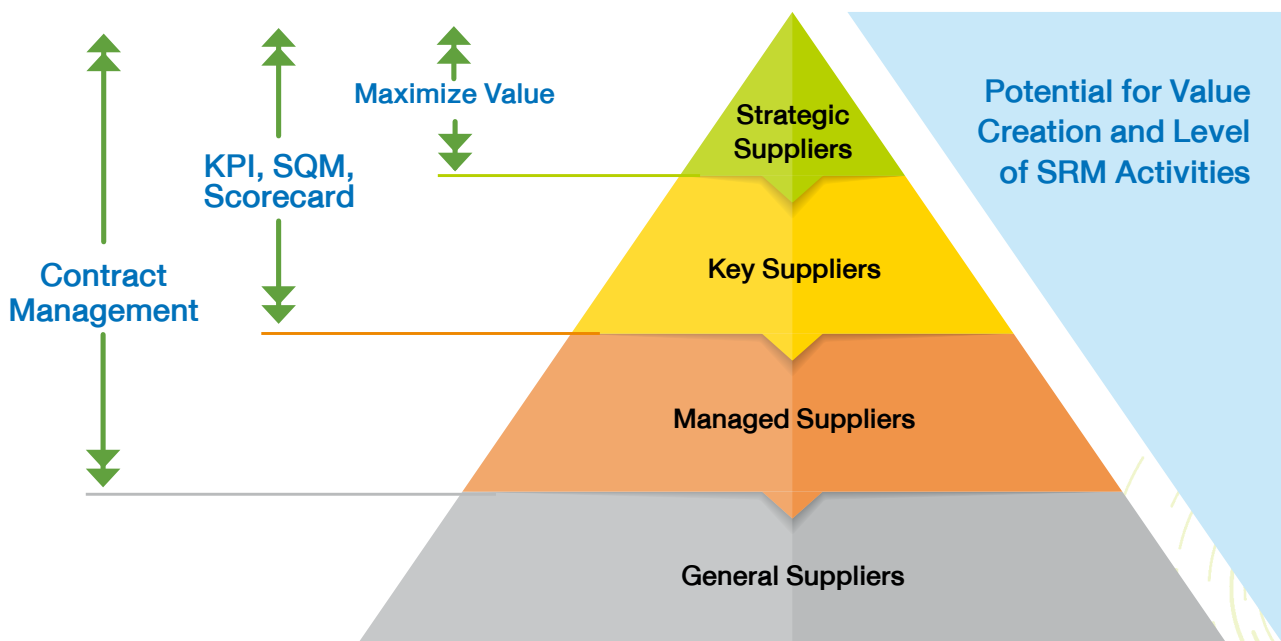 Maximize Value
KPI, SQM,
Scorecard
Contract
Management
Strategic
Suppliers
Key Suppliers
Managed Suppliers
General Suppliers
Potential for Value
Creation and Level
of SRM Activities